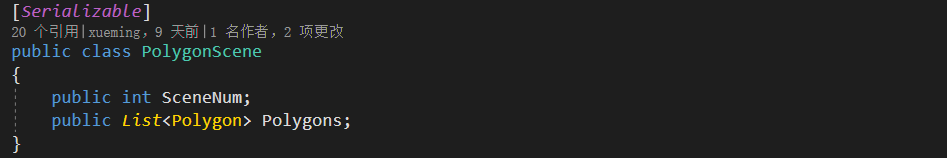 [Serializable]
20 个引用|xueming，9 天前|1 名作者，2 项更改
public class PolygonScene
{
    public int SceneNum;
    public List<Polygon> Polygons;
}